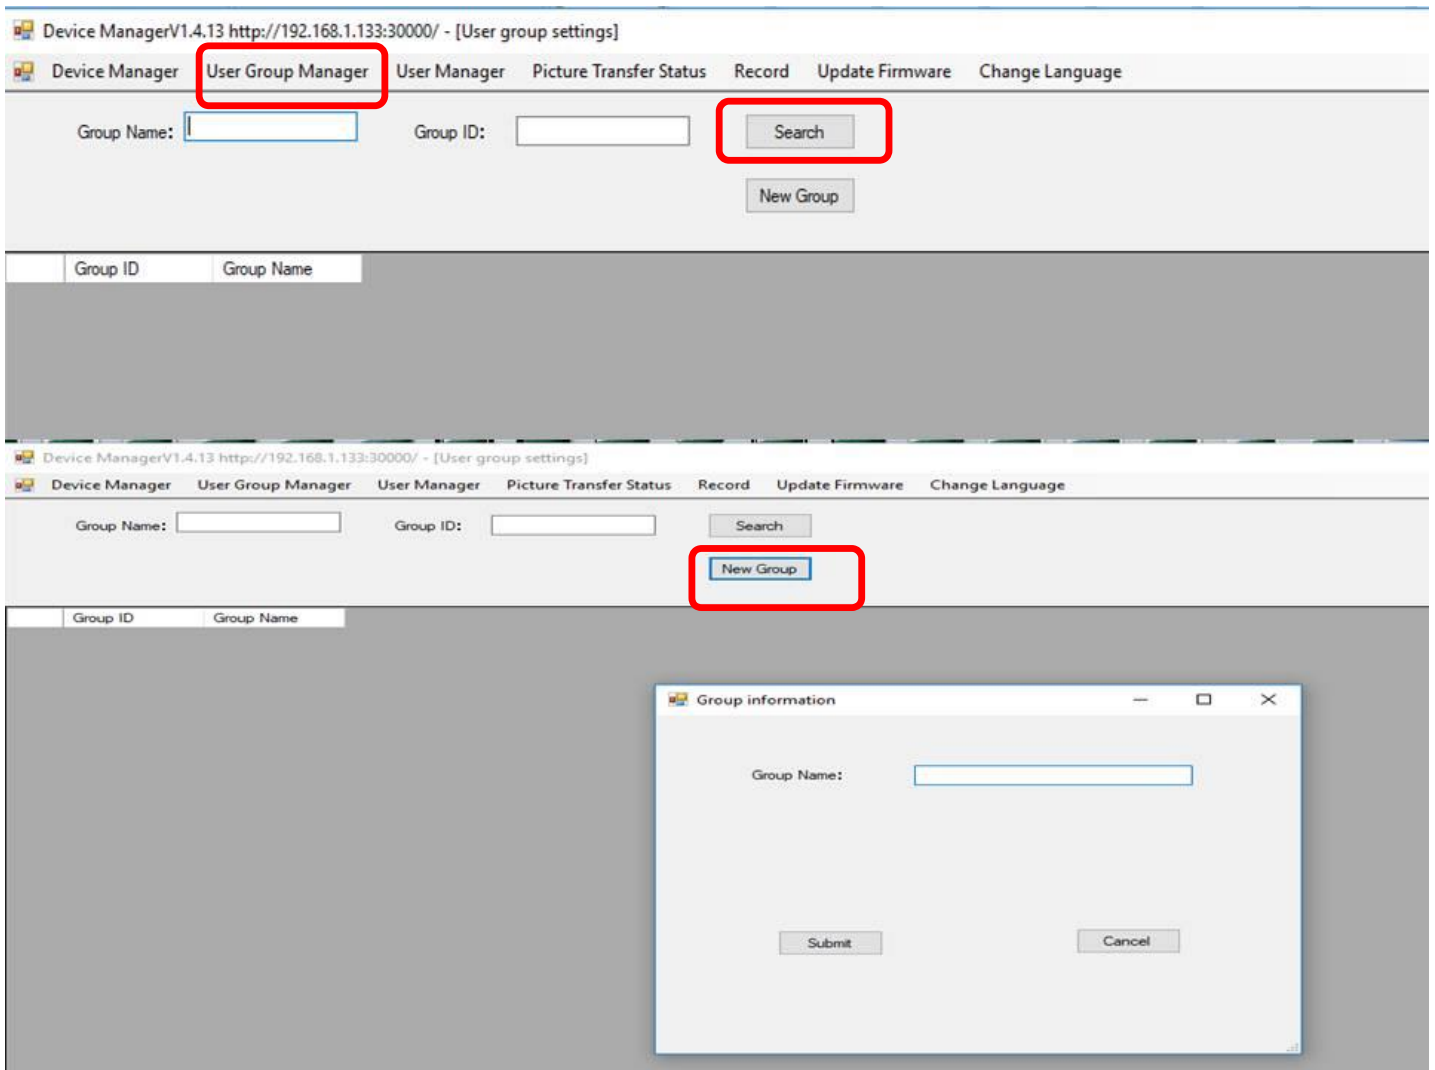 Device ManagerV1.4.13 http://192.168.1.133:30000/ - [User group settings]
Device Manager User Group Manager User Manager Picture Transfer Status Record Update Firmware Change Language
Group Name: Group ID: Search
New Group
Group ID Group Name
Device ManagerV1.4.13 http://192.168.1.133:30000/ - [User group settings]
Device Manager User Group Manager User Manager Picture Transfer Status Record Update Firmware Change Language
Group Name: Group ID: Search
New Group
Group ID Group Name
Group information
Group Name:
Submit Cancel